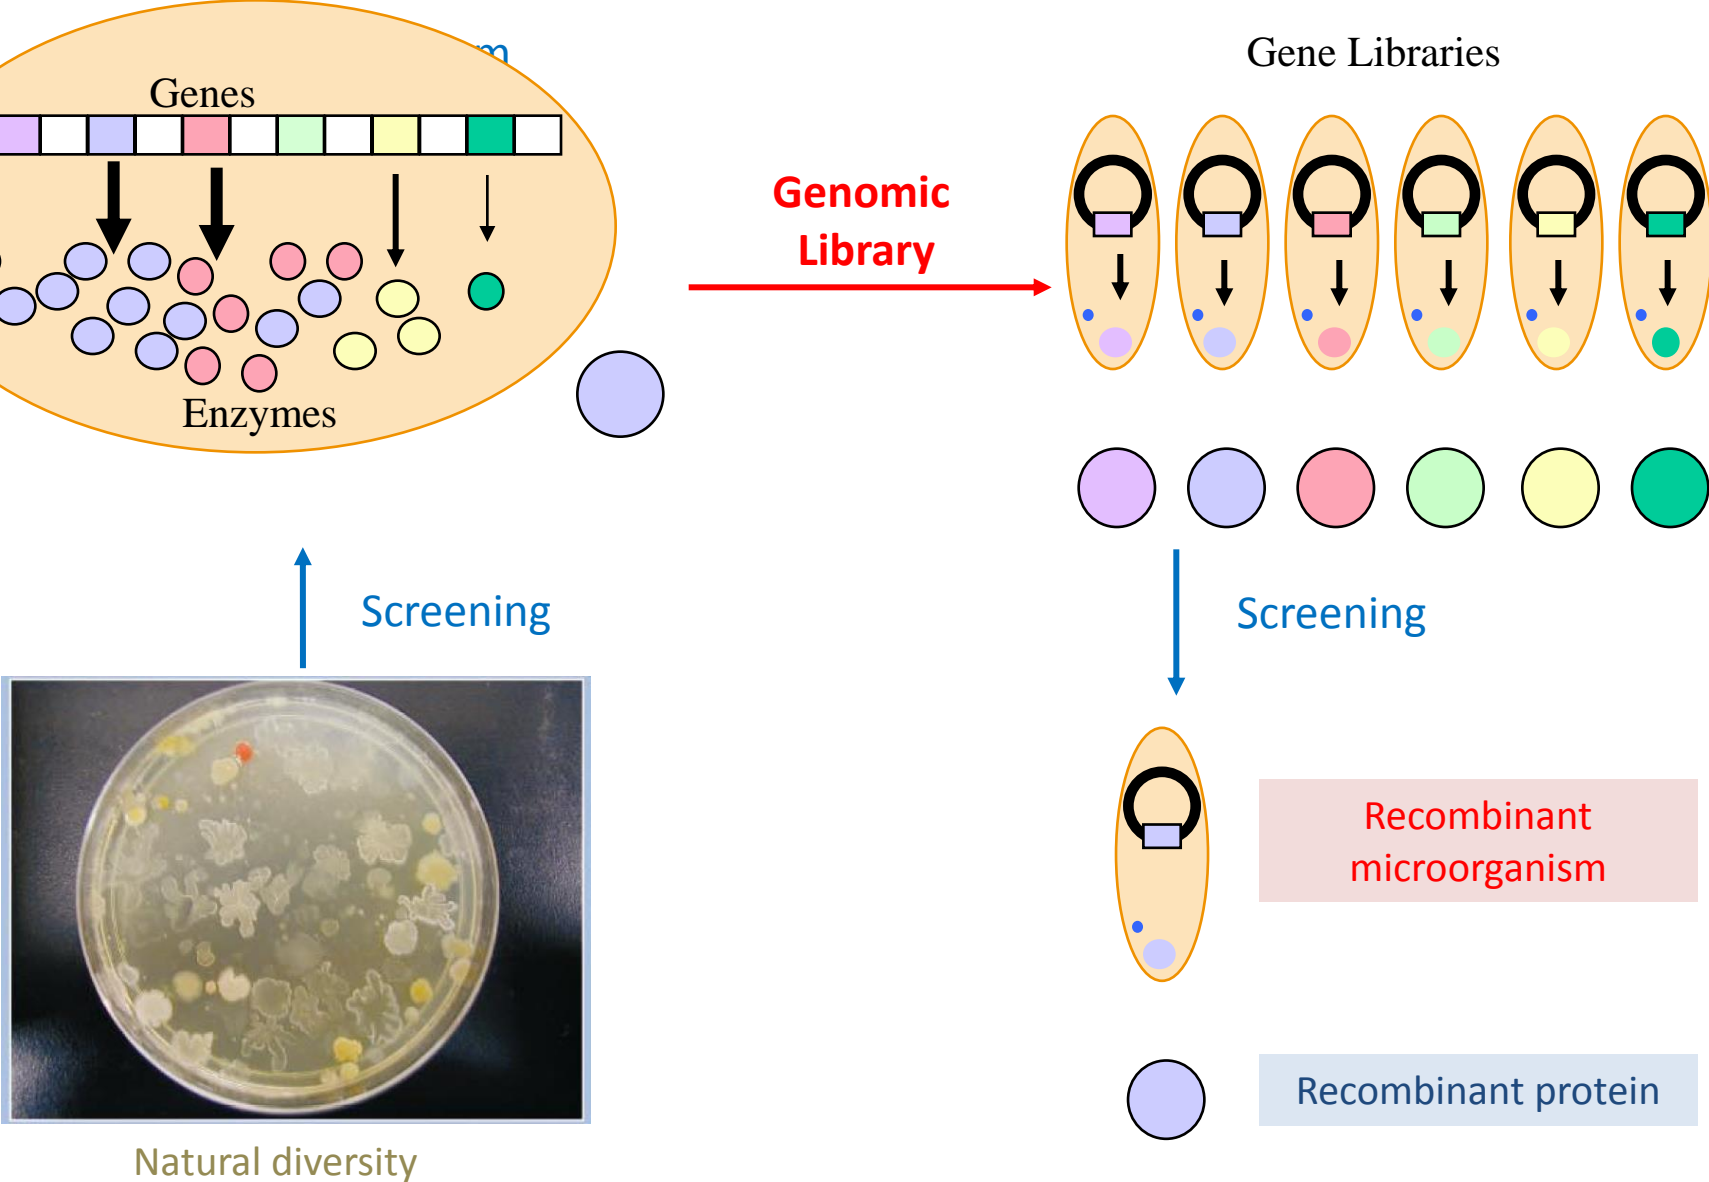 Genes
Enzymes
Genomic
Library
Gene Libraries
Screening
Screening
Natural diversity
Recombinant
microorganism
Recombinant protein